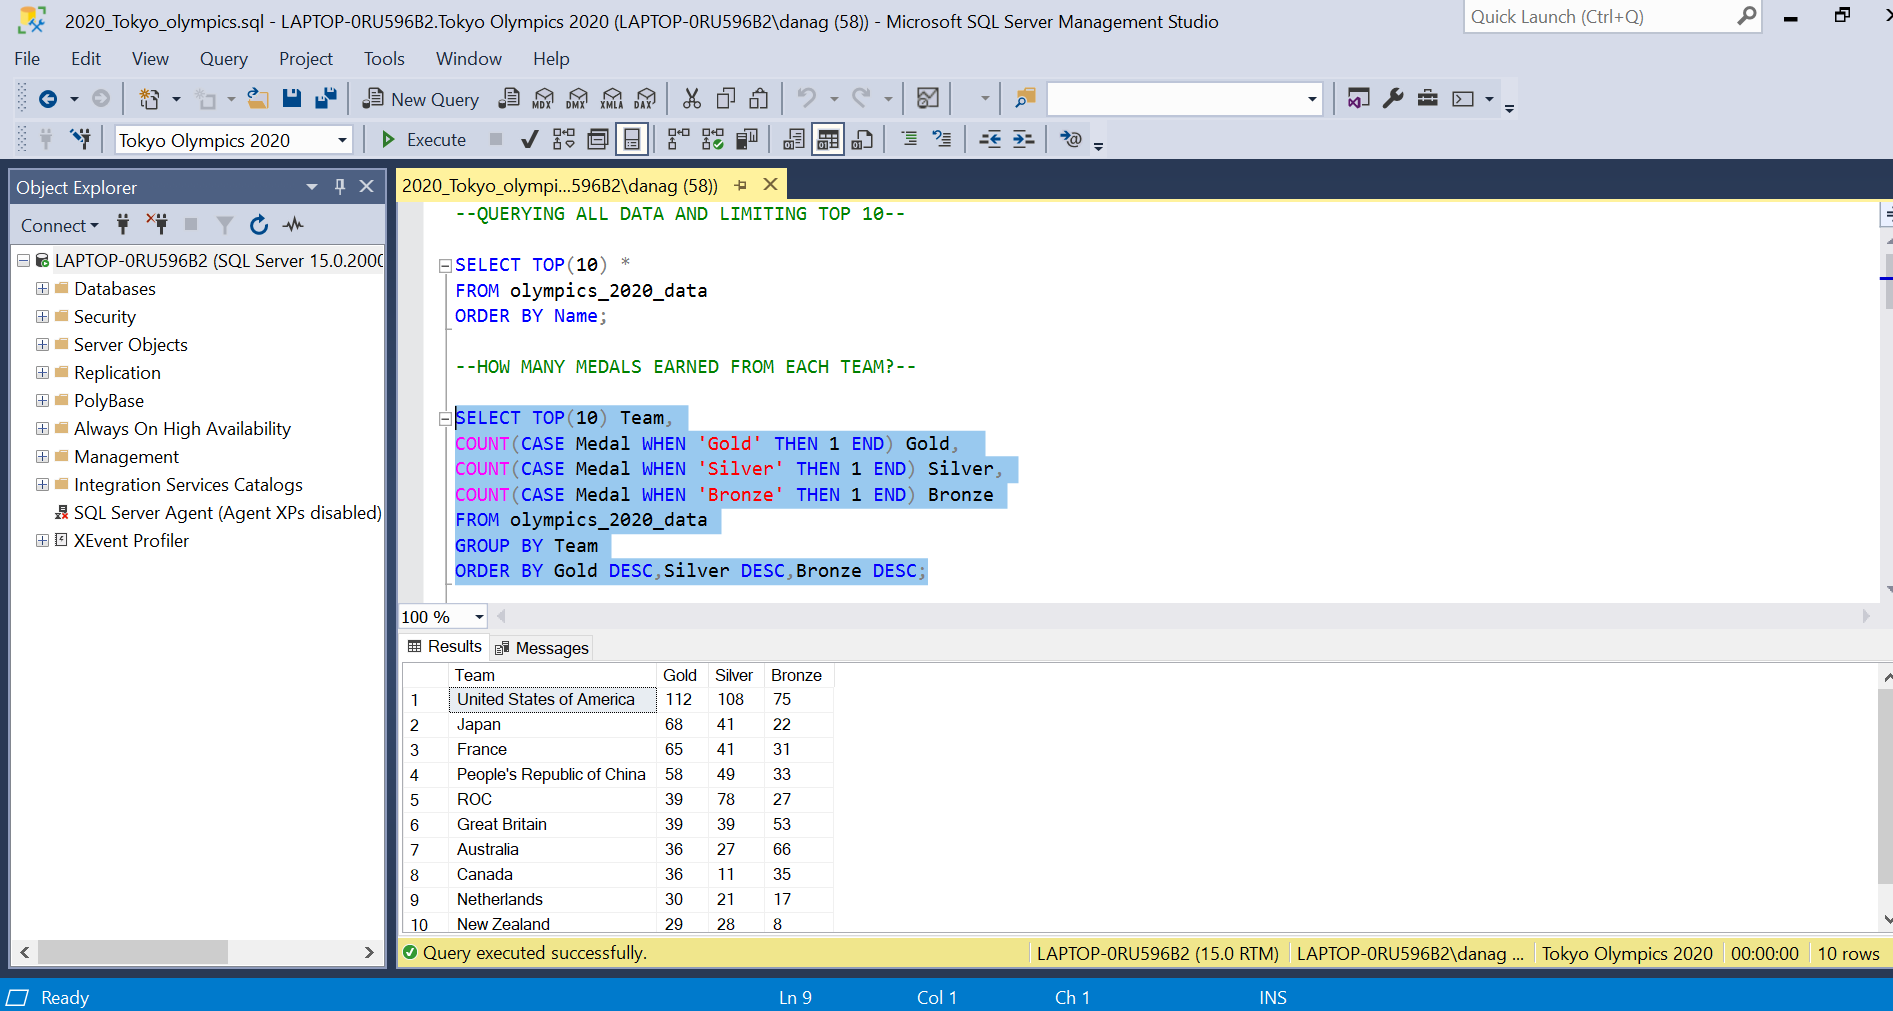 2020_Tokyo_olympics.sql - LAPTOP-0RU596B2.Tokyo Olympics 2020 (LAPTOP-0RU596B2\danag (58)) - Microsoft SQL Server Management Studio
Quick Launch (Ctrl+Q)
File Edit View Query Project Tools Window Help
New Query MDX DMX XMLA DAX
Tokyo Olympics 2020 Execute
Object Explorer
2020_Tokyo_olympi...596B2\danag (58))
Connect
LAPTOP-0RU596B2 (SQL Server 15.0.2000
Databases
Security
Server Objects
Replication
PolyBase
Always On High Availability
Management
Integration Services Catalogs
SQL Server Agent (Agent XPs disabled)
XEvent Profiler
--QUERYING ALL DATA AND LIMITING TOP 10--
SELECT TOP(10) *
FROM olympics_2020_data
ORDER BY Name;
--HOW MANY MEDALS EARNED FROM EACH TEAM?--
SELECT TOP(10) Team,
COUNT(CASE Medal WHEN 'Gold' THEN 1 END) Gold,
COUNT(CASE Medal WHEN 'Silver' THEN 1 END) Silver,
COUNT(CASE Medal WHEN 'Bronze' THEN 1 END) Bronze
FROM olympics_2020_data
GROUP BY Team
ORDER BY Gold DESC,Silver DESC,Bronze DESC;
100 %
Results Messages
Team Gold Silver Bronze
1 United States of America 112 108 75
2 Japan 68 41 22
3 France 65 41 31
4 People's Republic of China 58 49 33
5 ROC 39 78 27
6 Great Britain 39 39 53
7 Australia 36 27 66
8 Canada 36 11 35
9 Netherlands 30 21 17
10 New Zealand 29 28 8
Query executed successfully. LAPTOP-0RU596B2 (15.0 RTM) LAPTOP-0RU596B2\danag ... Tokyo Olympics 2020 00:00:00 10 rows
Ready Ln 9 Col 1 Ch 1 INS